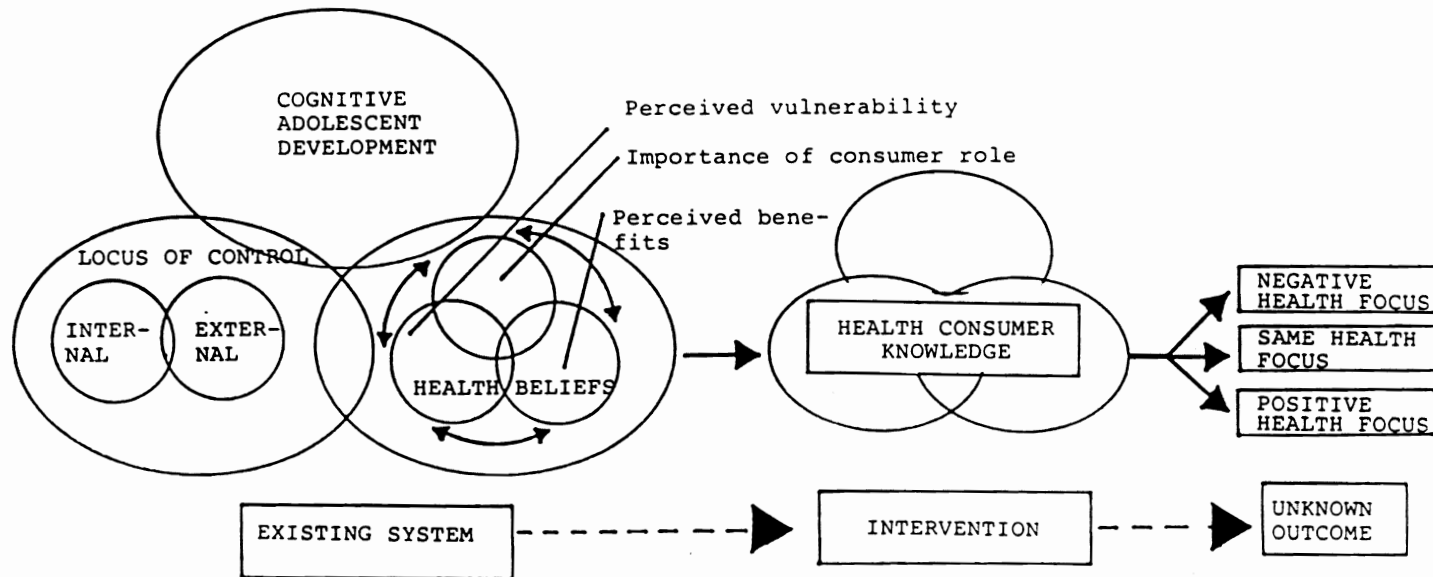 COGNITIVE
ADOLESCENT
DEVELOPMENT
Perceived vulnerability
Importance of consumer role
Perceived bene-
fits
LOCUS OF CONTROL
INTER-
NAL
EXTER-
NAL
HEALTH BELIEFS
HEALTH CONSUMER
KNOWLEDGE
NEGATIVE
HEALTH FOCUS
SAME HEALTH
FOCUS
POSITIVE
HEALTH FOCUS
EXISTING SYSTEM
INTERVENTION
UNKNOWN
OUTCOME